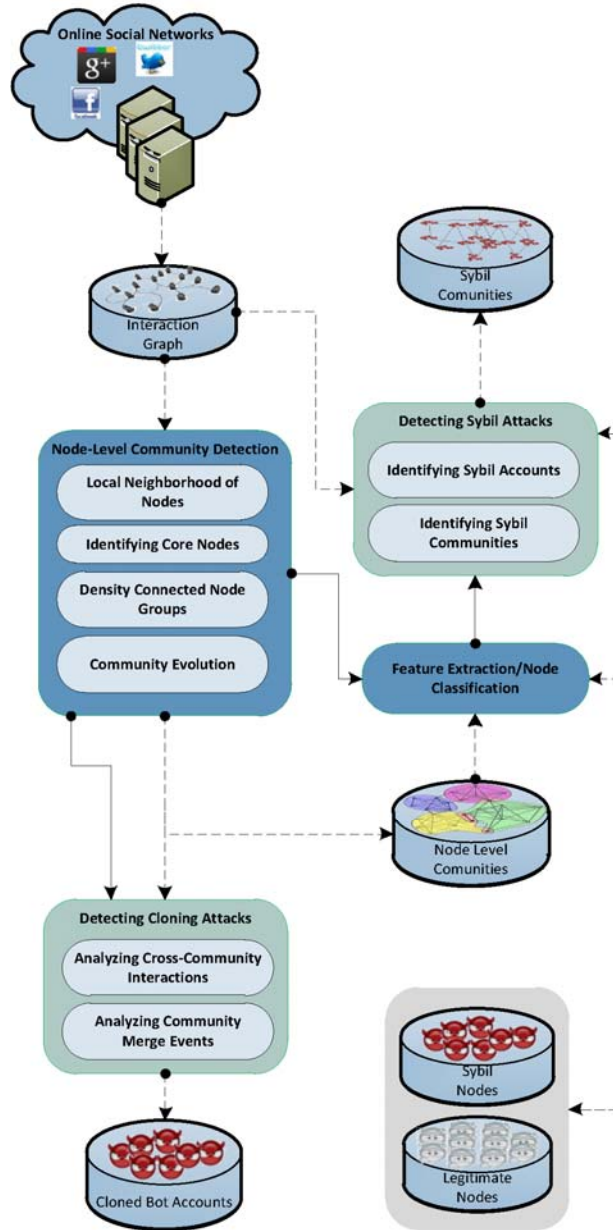 Online Social Networks
g+
f
Interaction
Graph
Sybil
Comunities
Node-Level Community Detection
Local Neighborhood of
Nodes
Identifying Core Nodes
Density Connected Node
Groups
Community Evolution
Detecting Sybil Attacks
Identifying Sybil Accounts
Identifying Sybil
Communities
Feature Extraction/Node
Classification
Node Level
Comunities
Detecting Cloning Attacks
Analyzing Cross-Community
Interactions
Analyzing Community
Merge Events
Cloned Bot Accounts
Sybil
Nodes
Legitimate
Nodes